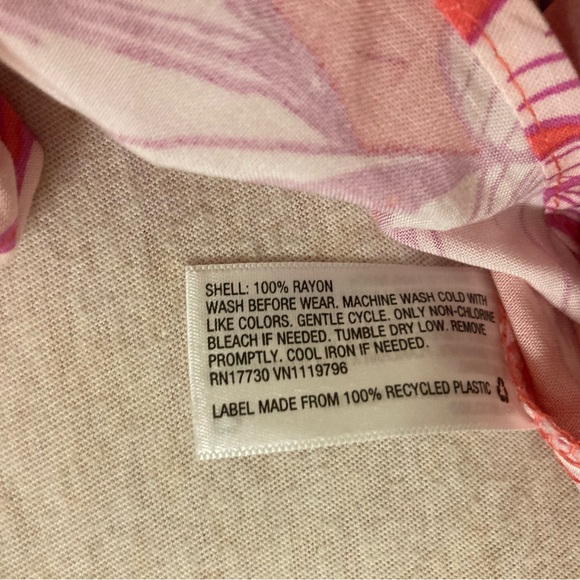 SHELL: 100% RAYON
WASH BEFORE WEAR. MACHINE WASH COLD WITH
LIKE COLORS. GENTLE CYCLE. ONLY NON-CHLORINE
BLEACH IF NEEDED. TUMBLE DRY LOW. REMOVE
PROMPTLY. COOL IRON IF NEEDED.
RN17730 VN1119796
LABEL MADE FROM 100% RECYCLED PLASTIC